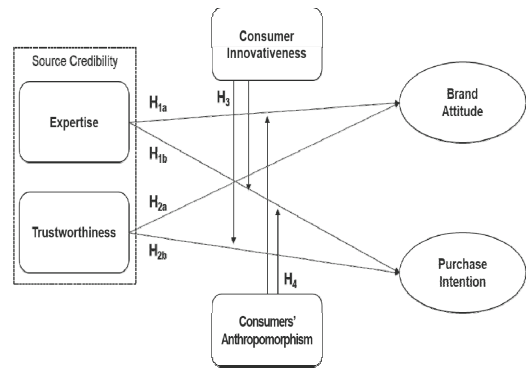 Consumer
Innovativeness
Source Credibility
Expertise
Trustworthiness
H1a
H1b
H2a
H2b
H3
H4
Brand
Attitude
Purchase
Intention
Consumers'
Anthropomorphism